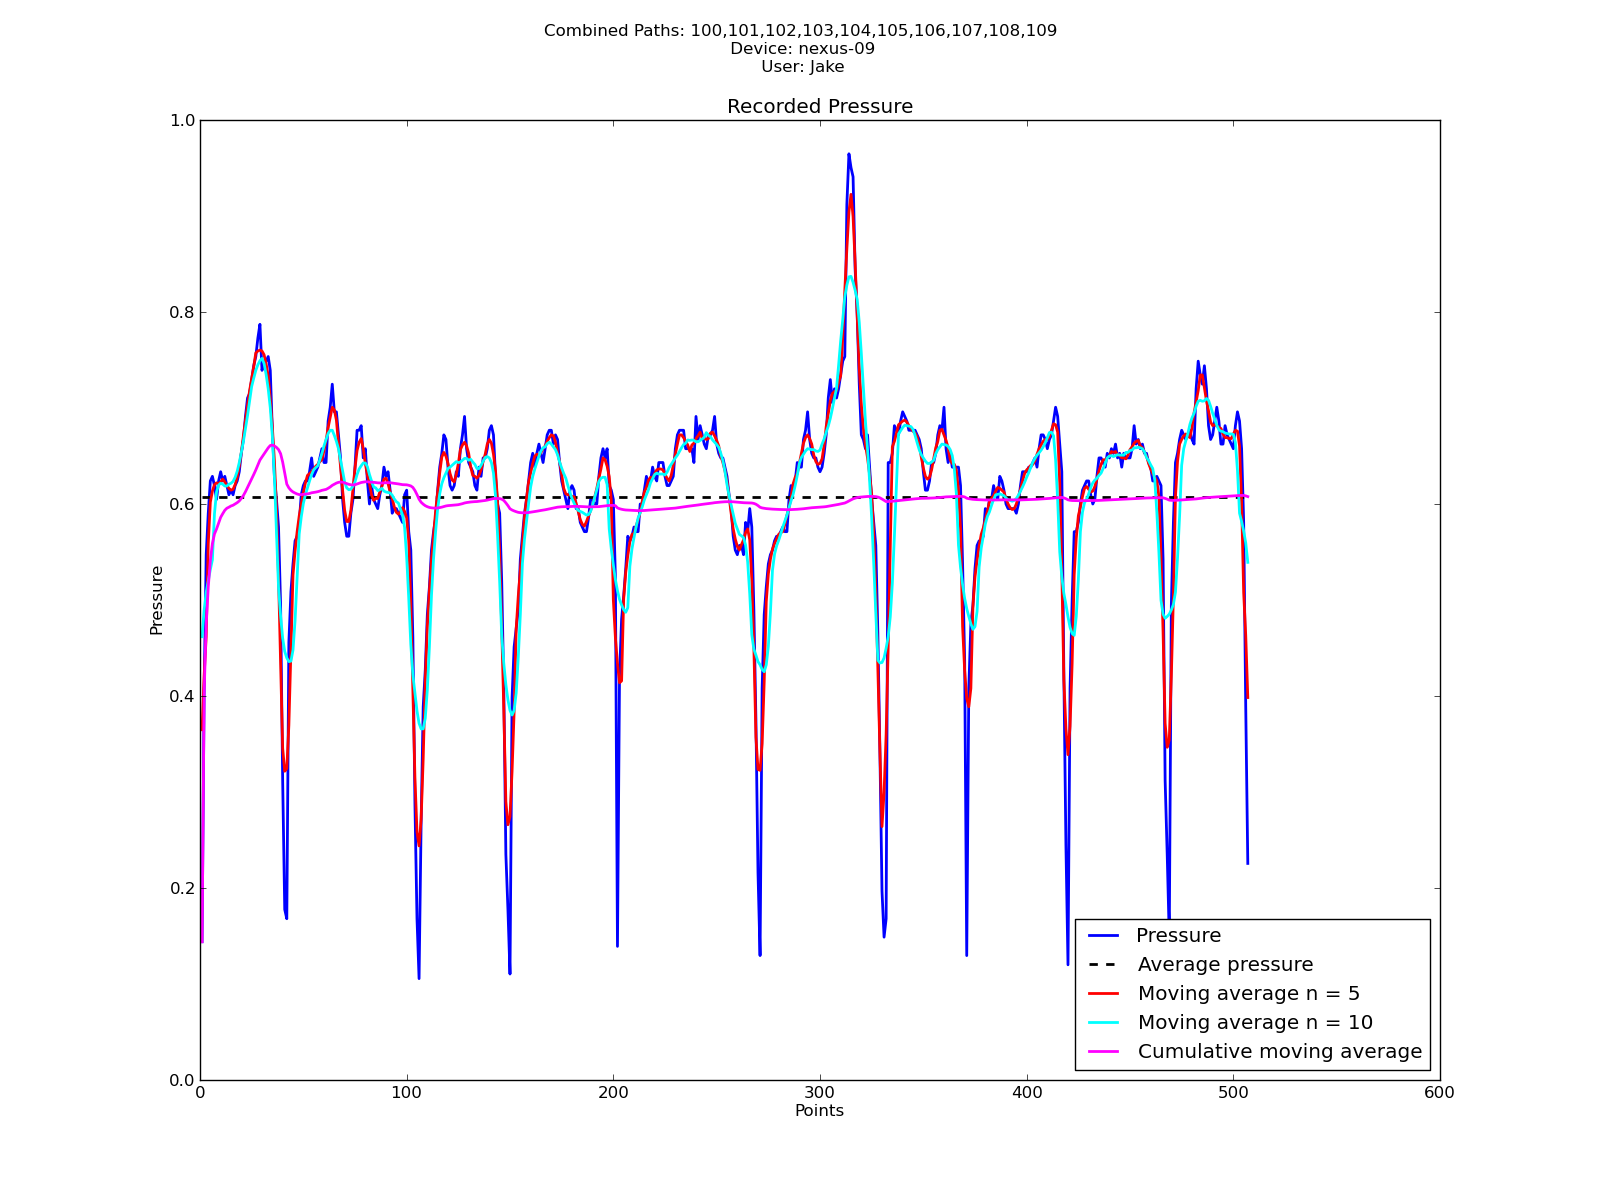 Combined Paths: 100,101,102,103,104,105,106,107,108,109
Device: nexus-09
User: Jake
Recorded Pressure
1.0
0.8
0.6
0.4
0.2
0.0
Pressure
0 100 200 300 400 500 600
Points
Pressure
Average pressure
Moving average n = 5
Moving average n = 10
Cumulative moving average